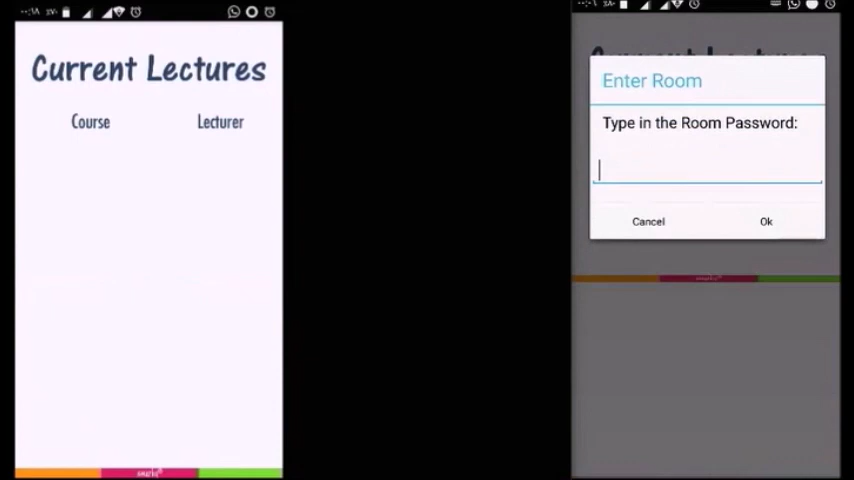 Current Lectures
Course Lecturer
Enter Room
Type in the Room Password:
Cancel Ok